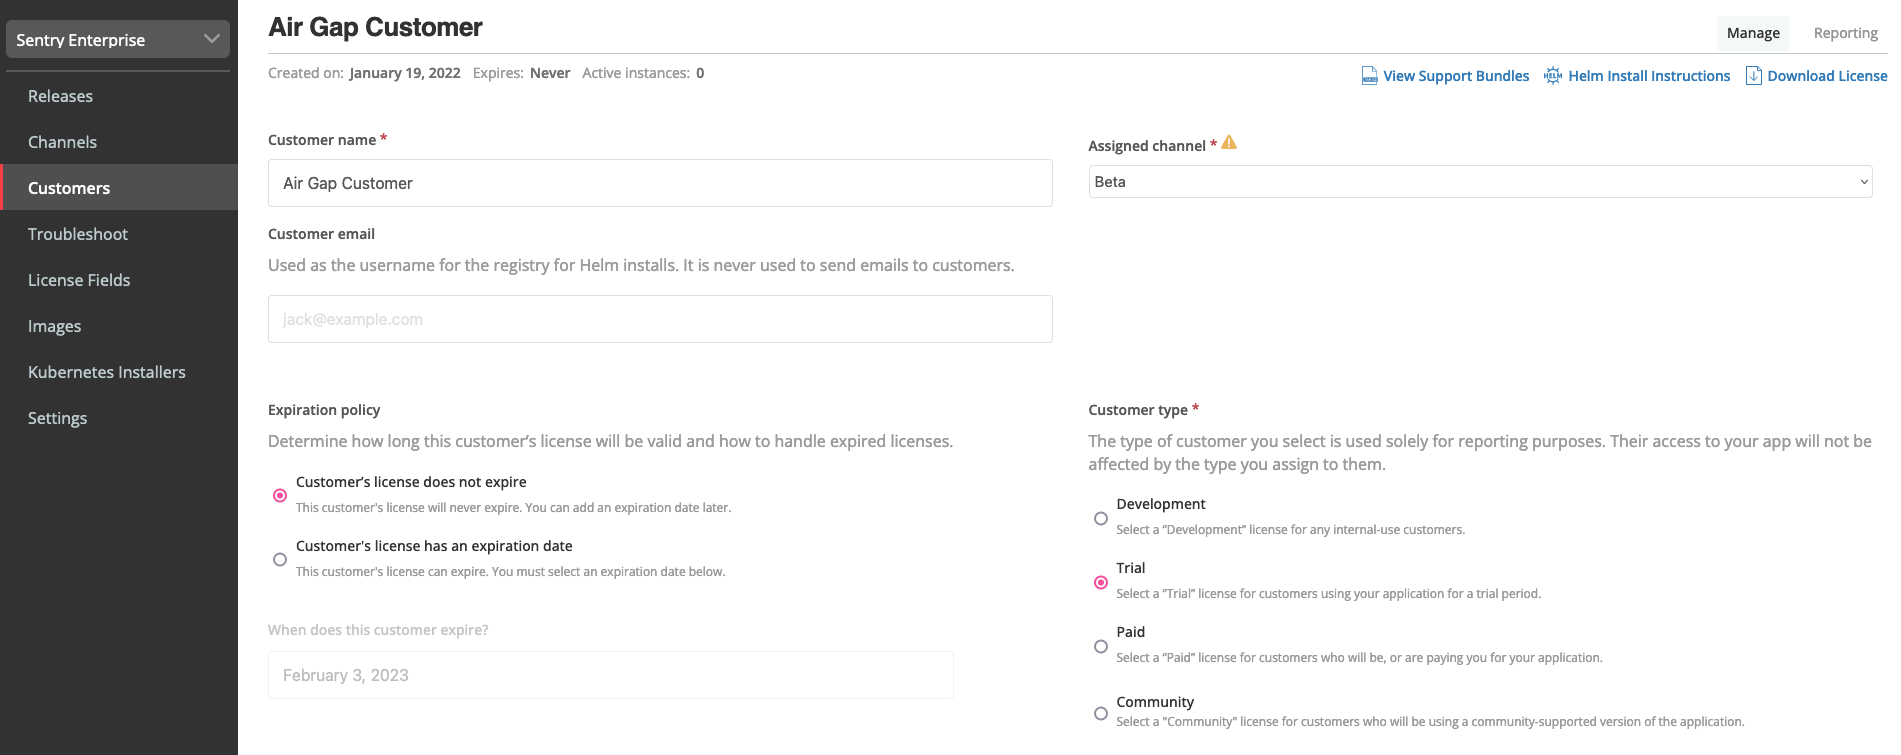 Sentry Enterprise
Releases
Channels
Customers
Troubleshoot
License Fields
Images
Kubernetes Installers
Settings
Air Gap Customer
Manage
Reporting
Created on: January 19, 2022 Expires: Never Active instances: 0
View Support Bundles
HELM Helm Install Instructions
Download License
Customer name *
Air Gap Customer
Customer email
Used as the username for the registry for Helm installs. It is never used to send emails to customers.
jack@example.com
Assigned channel *
Beta
Expiration policy
Determine how long this customer’s license will be valid and how to handle expired licenses.
Customer’s license does not expire
This customer's license will never expire. You can add an expiration date later.
Customer's license has an expiration date
This customer's license can expire. You must select an expiration date below.
When does this customer expire?
February 3, 2023
Customer type *
The type of customer you select is used solely for reporting purposes. Their access to your app will not be
affected by the type you assign to them.
Development
Select a “Development” license for any internal-use customers.
Trial
Select a “Trial” license for customers using your application for a trial period.
Paid
Select a “Paid” license for customers who will be, or are paying you for your application.
Community
Select a "Community" license for customers who will be using a community-supported version of the application.